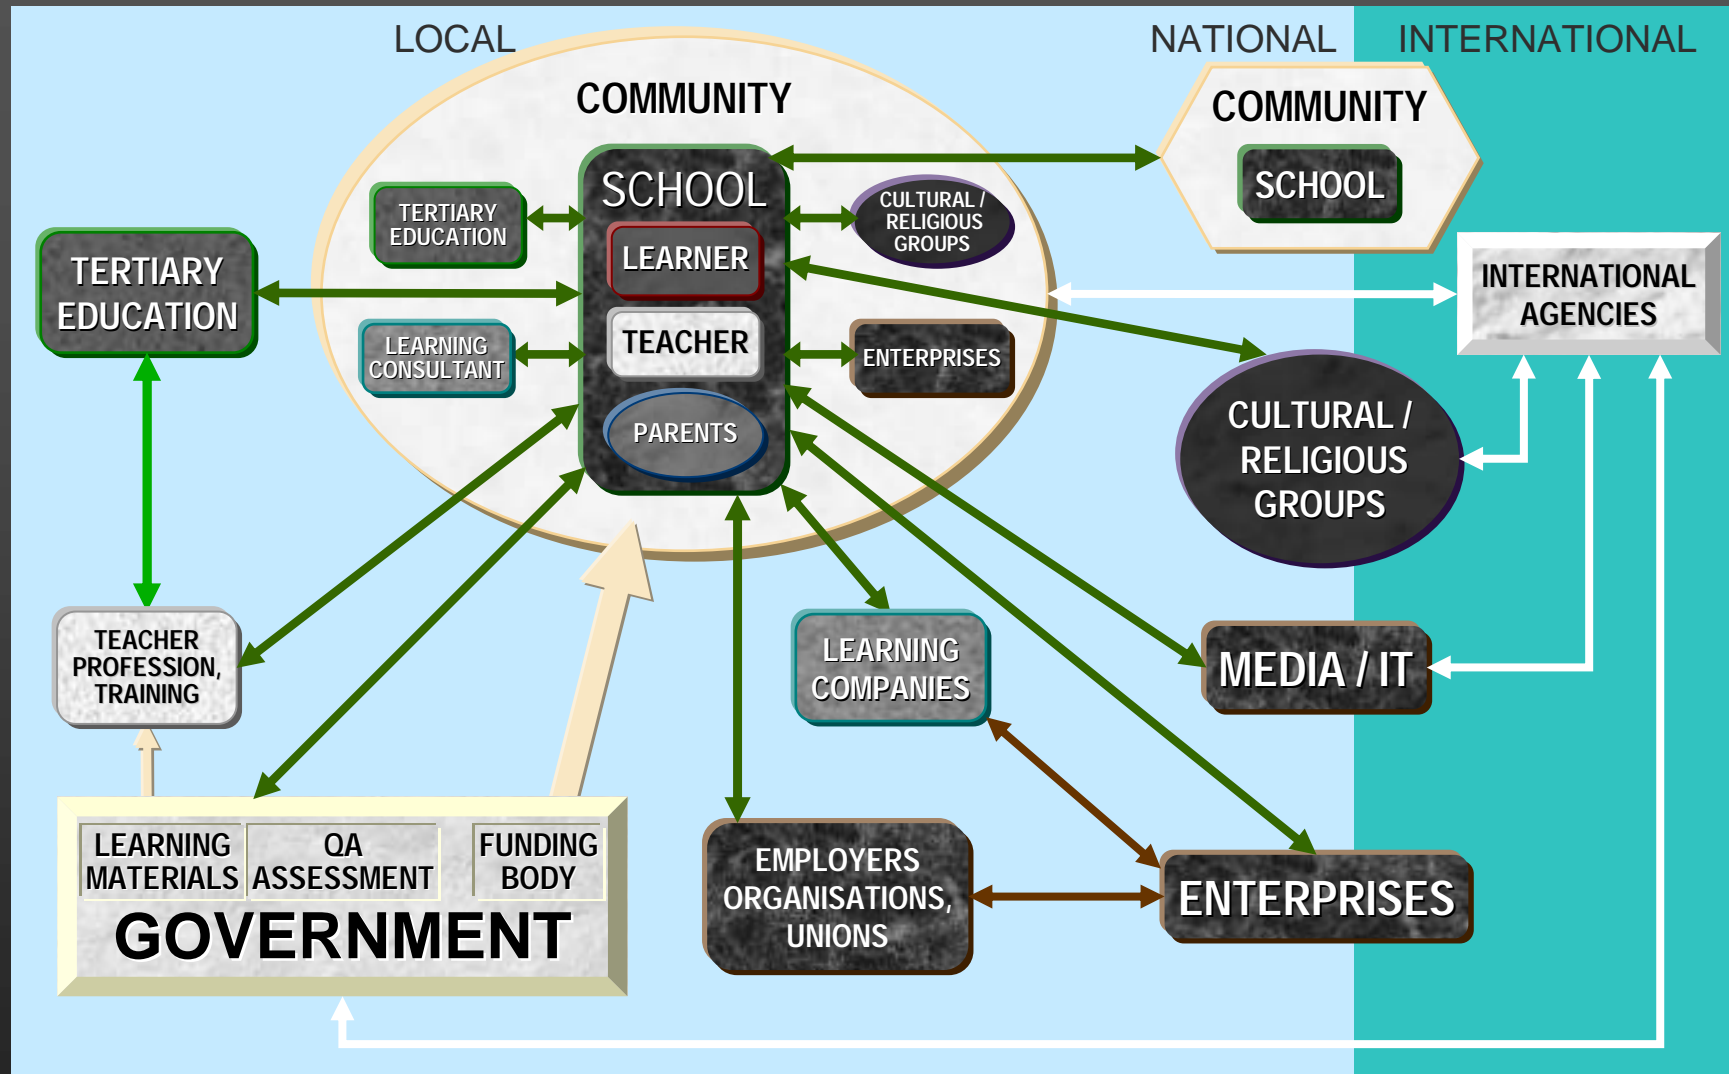 LOCAL
NATIONAL
INTERNATIONAL
COMMUNITY
SCHOOL
LEARNER
TEACHER
PARENTS
TERTIARY
EDUCATION
LEARNING
CONSULTANT
CULTURAL /
RELIGIOUS
GROUPS
ENTERPRISES
COMMUNITY
SCHOOL
TERTIARY
EDUCATION
INTERNATIONAL
AGENCIES
CULTURAL /
RELIGIOUS
GROUPS
TEACHER
PROFESSION,
TRAINING
LEARNING
COMPANIES
MEDIA / IT
LEARNING
MATERIALS
QA
ASSESSMENT
FUNDING
BODY
GOVERNMENT
EMPLOYERS
ORGANISATIONS,
UNIONS
ENTERPRISES